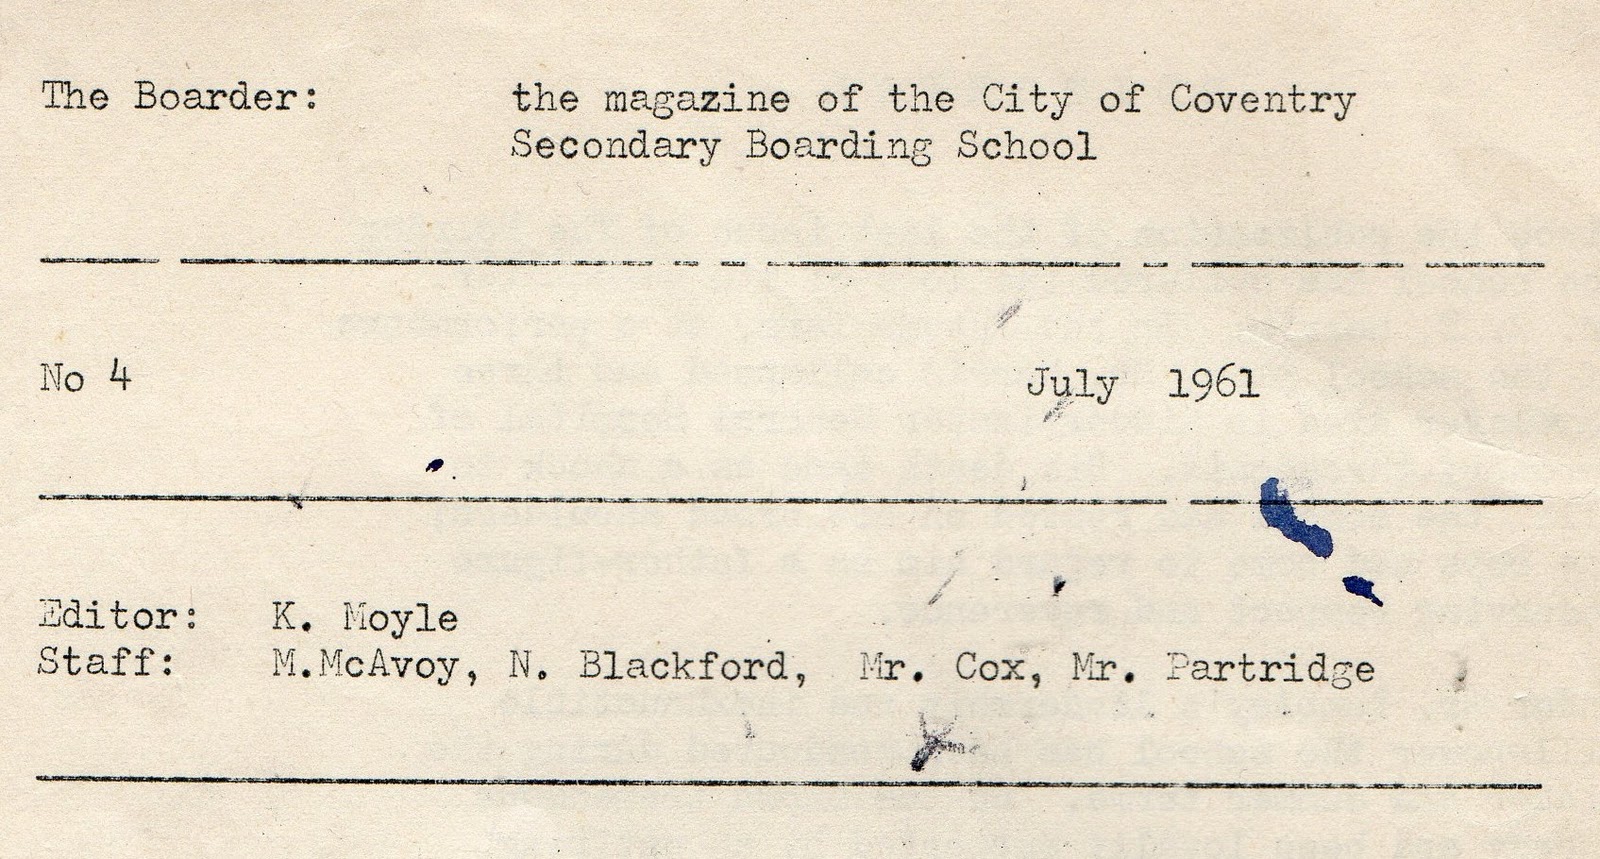 The Boarder: the magazine of the City of Coventry
Secondary Boarding School
No 4 July 1961
Editor: K. Moyle
Staff: M.McAvoy, N. Blackford, Mr. Cox, Mr. Partridge